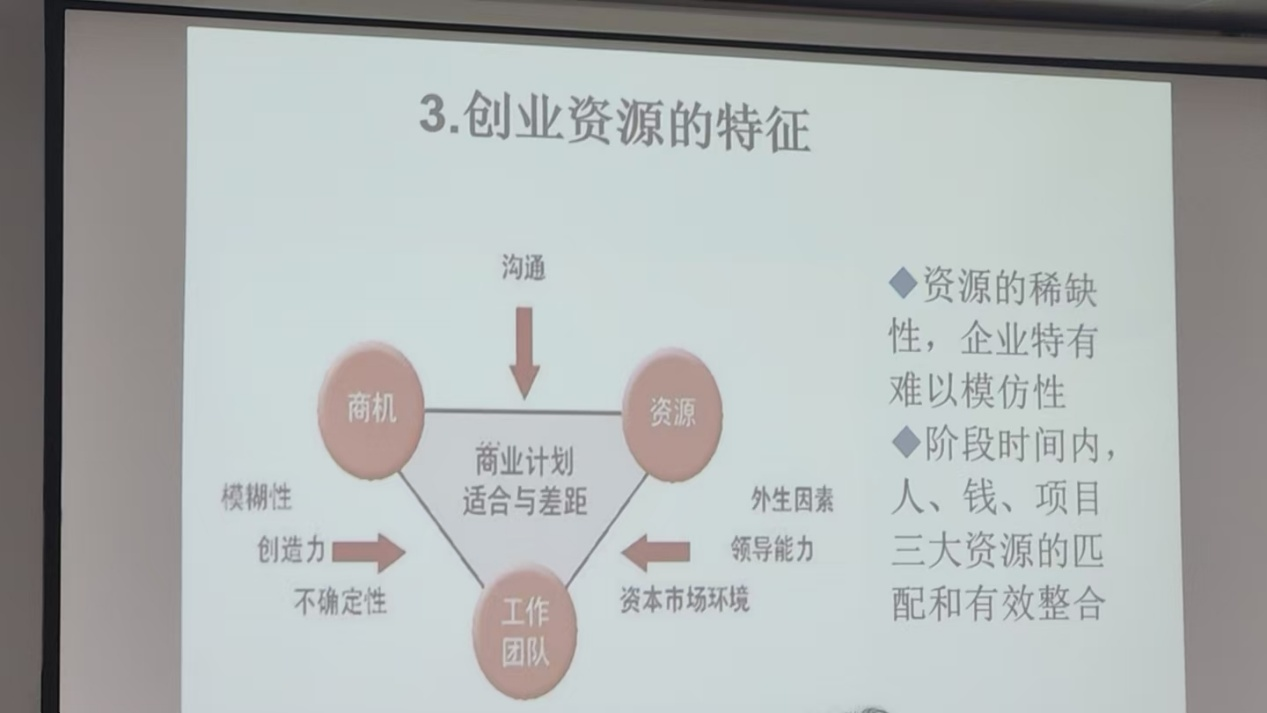 3.创业资源的特征
沟通
商机
资源
商业计划
适合与差距
模糊性
创造力
不确定性
外生因素
领导能力
资本市场环境
工作
团队
◆资源的稀缺
性，企业特有
难以模仿性
◆阶段时间内，
人、钱、项目
三大资源的匹
配和有效整合